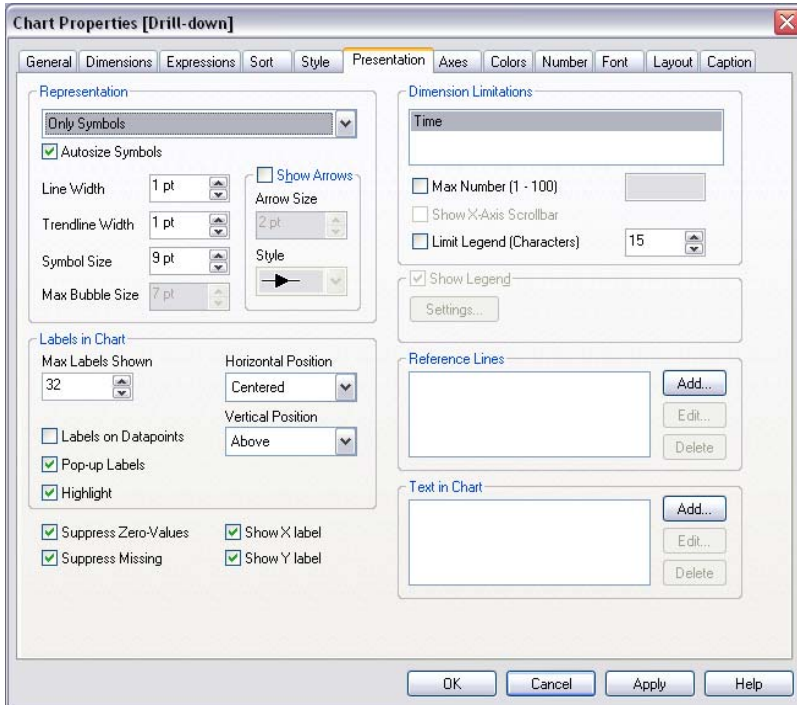 Chart Properties [Drill-down]
General Dimensions Expressions Sort Style Presentation Axes Colors Number Font Layout Caption
Representation
Only Symbols
Autosize Symbols
Line Width 1 pt
Trendline Width 1 pt
Symbol Size 9 pt
Max Bubble Size 7 pt
Show Arrows
Arrow Size
2 pt
Style
Labels in Chart
Max Labels Shown
32
Horizontal Position
Centered
Vertical Position
Above
Labels on Datapoints
Pop-up Labels
Highlight
Suppress Zero-Values
Show X label
Suppress Missing
Show Y label
Dimension Limitations
Time
Max Number (1 - 100)
Show X-Axis Scrollbar
Limit Legend (Characters) 15
Show Legend
Settings...
Reference Lines
Add...
Edit...
Delete
Text in Chart
Add...
Edit...
Delete
OK Cancel Apply Help